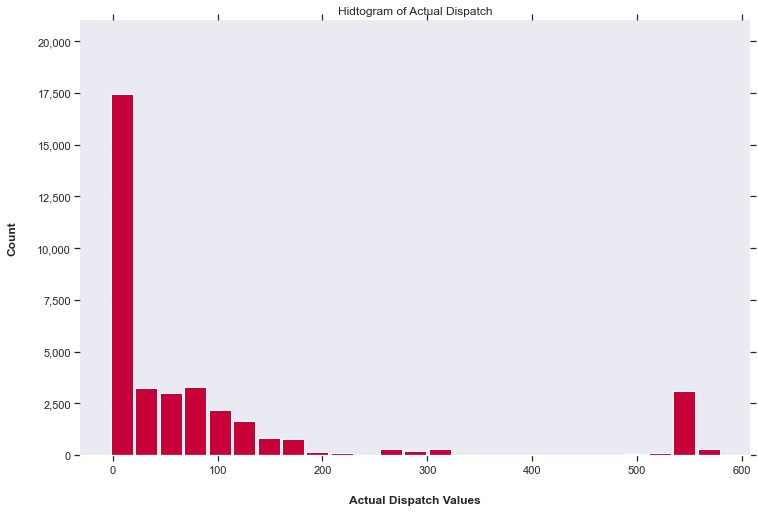 Hidtogram of Actual Dispatch
20,000
17,500
15,000
12,500
10,000
7,500
5,000
2,500
0
Count
0 100 200 300 400 500 600
Actual Dispatch Values